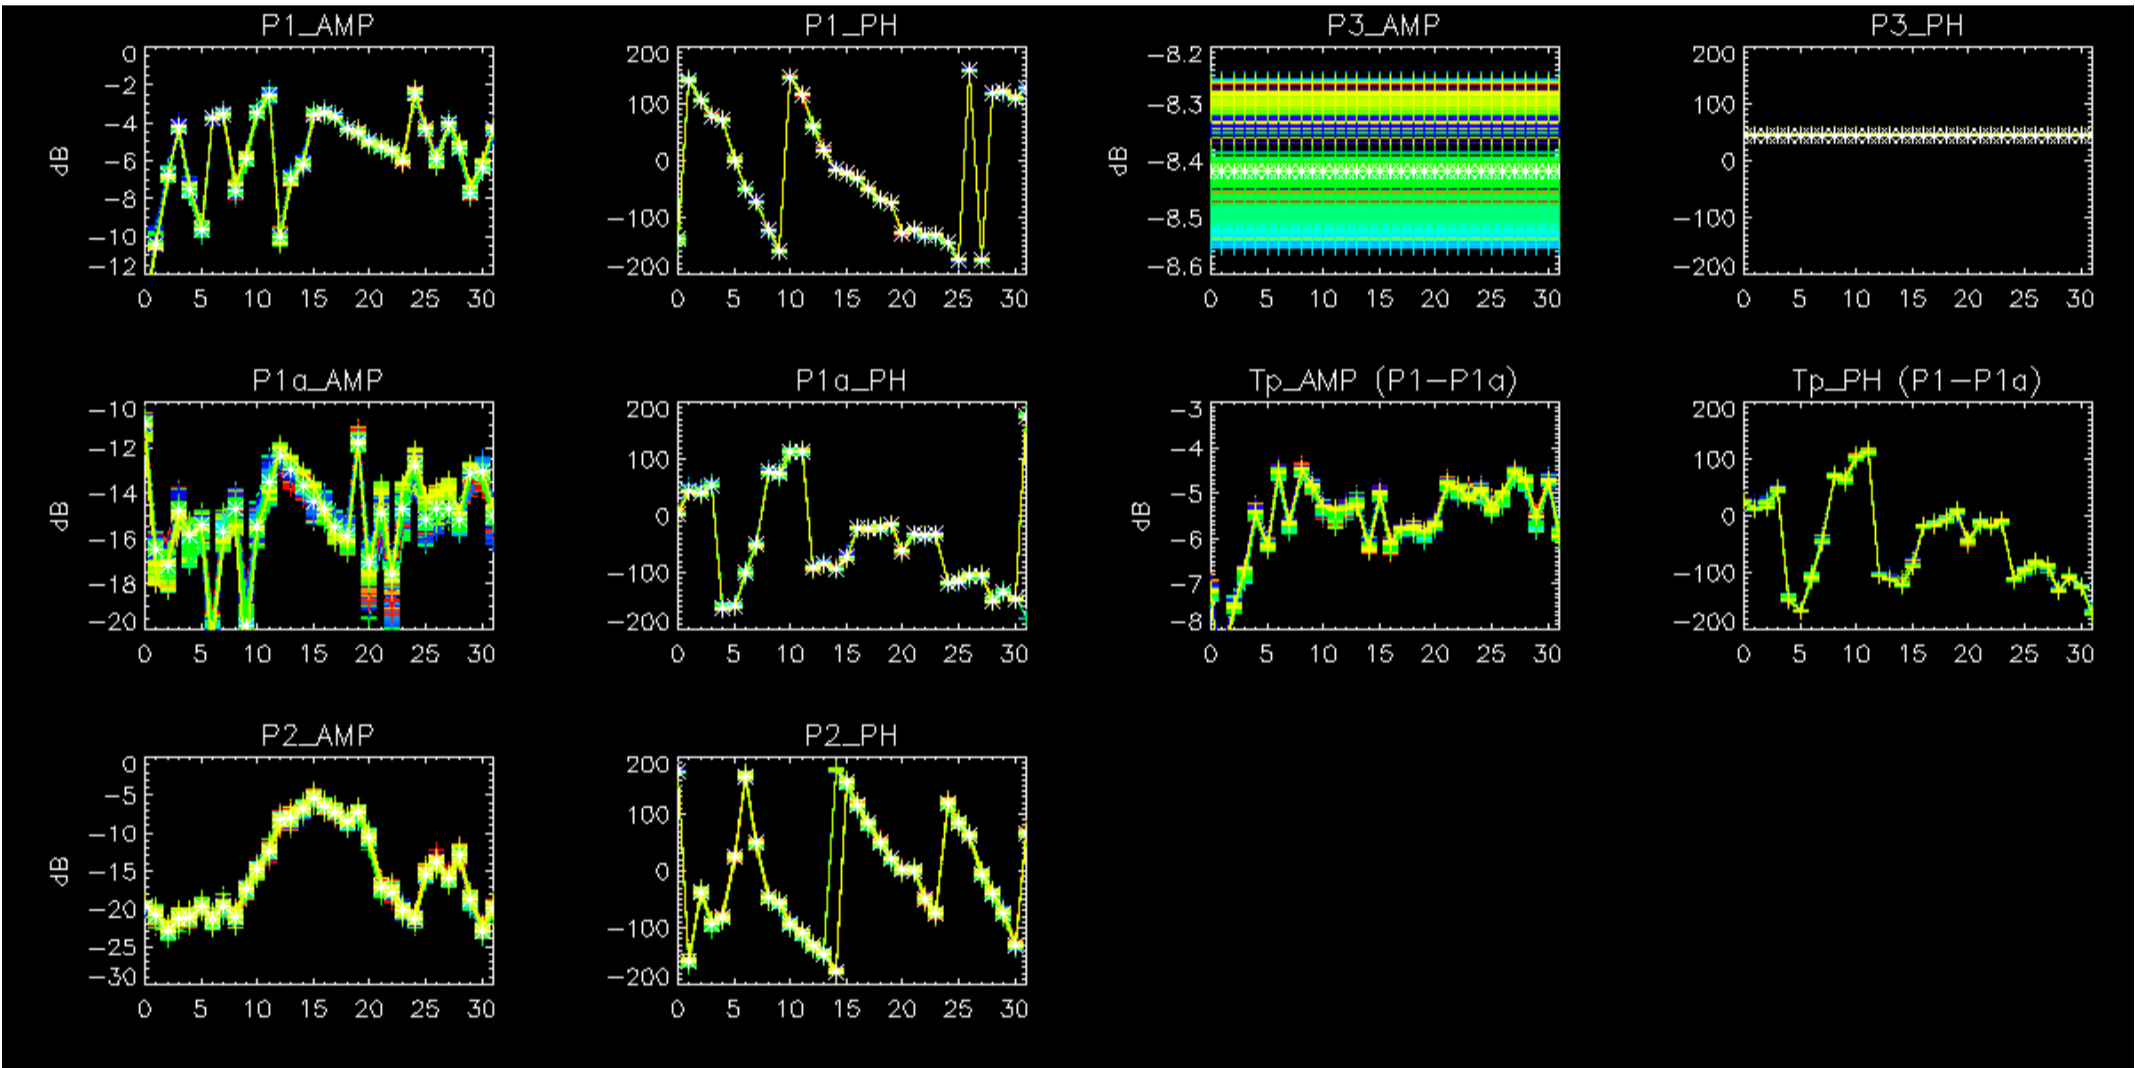 P1_AMP
0
-2
-4
-6
-8
-10
-12
dB
0 5 10 15 20 25 30
P1_PH
200
100
0
-100
-200
0 5 10 15 20 25 30
P3_AMP
-8.2
-8.3
-8.4
-8.5
-8.6
dB
0 5 10 15 20 25 30
P3_PH
200
100
0
-100
-200
0 5 10 15 20 25 30
P1a_AMP
-10
-12
-14
-16
-18
-20
dB
0 5 10 15 20 25 30
P1a_PH
200
100
0
-100
-200
0 5 10 15 20 25 30
Tp_AMP (P1-P1a)
-3
-4
-5
-6
-7
-8
dB
0 5 10 15 20 25 30
Tp_PH (P1-P1a)
200
100
0
-100
-200
0 5 10 15 20 25 30
P2_AMP
0
-5
-10
-15
-20
-25
-30
dB
0 5 10 15 20 25 30
P2_PH
200
100
0
-100
-200
0 5 10 15 20 25 30